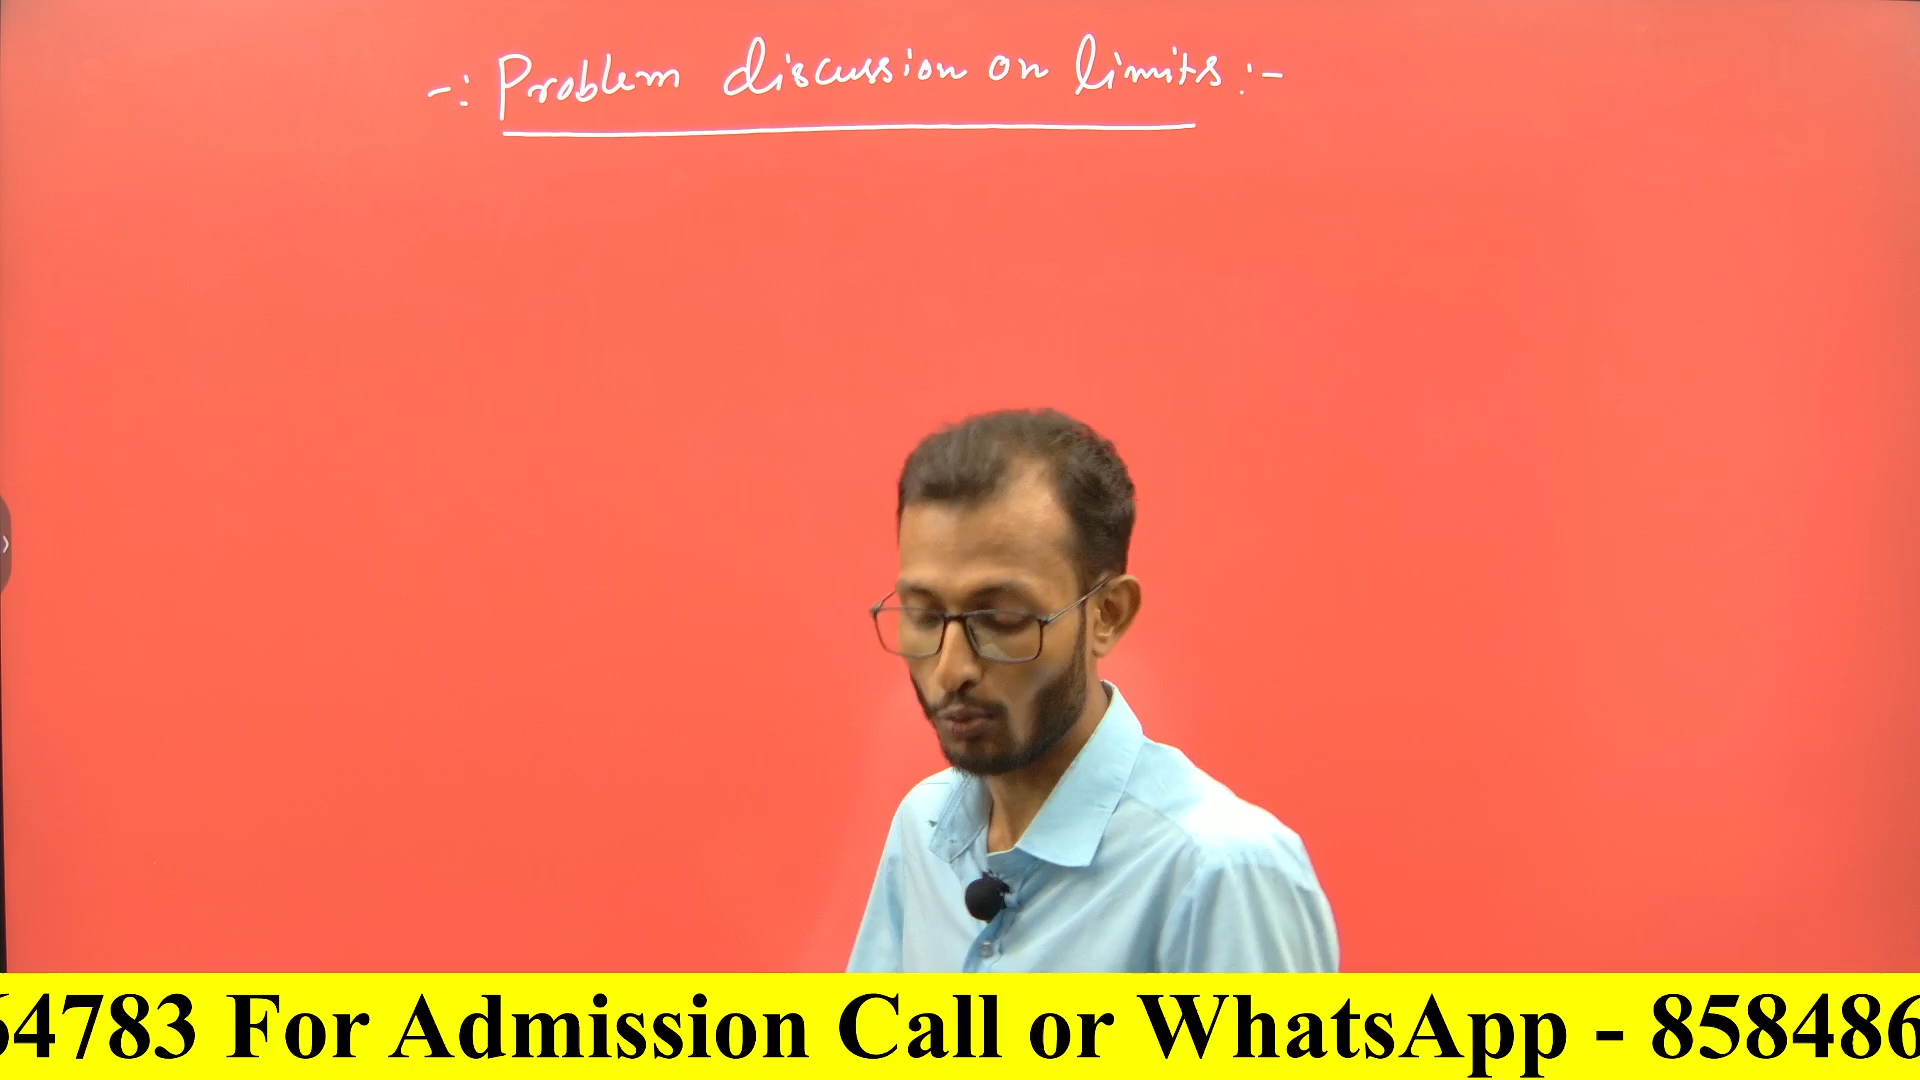 -: Problem discussion on limits :-
64783 For Admission Call or WhatsApp - 858486